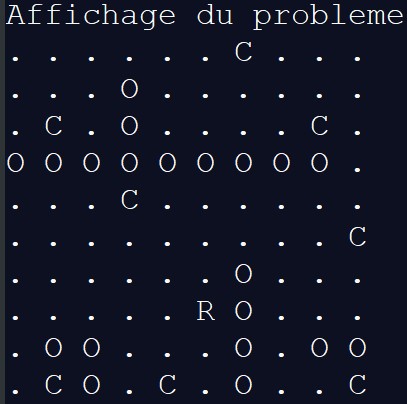 Affichage du probleme
. . . . . . C . . .
. . . O . . . . . .
. C . O . . . . C .
O O O O O O O O O .
. . . C . . . . . .
. . . . . . . . . C
. . . . . . O . . .
. . . . . R O . . .
. O O . . . O . O O
. C O . C . O . . C